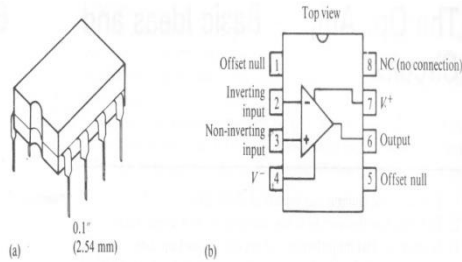 Top view
Offset null 1
8 NC (no connection)
Inverting
input
2
7 V+
Non-inverting
input
3
6 Output
V− 4
5 Offset null
− +
0.1″
(2.54 mm)
(a)
(b)